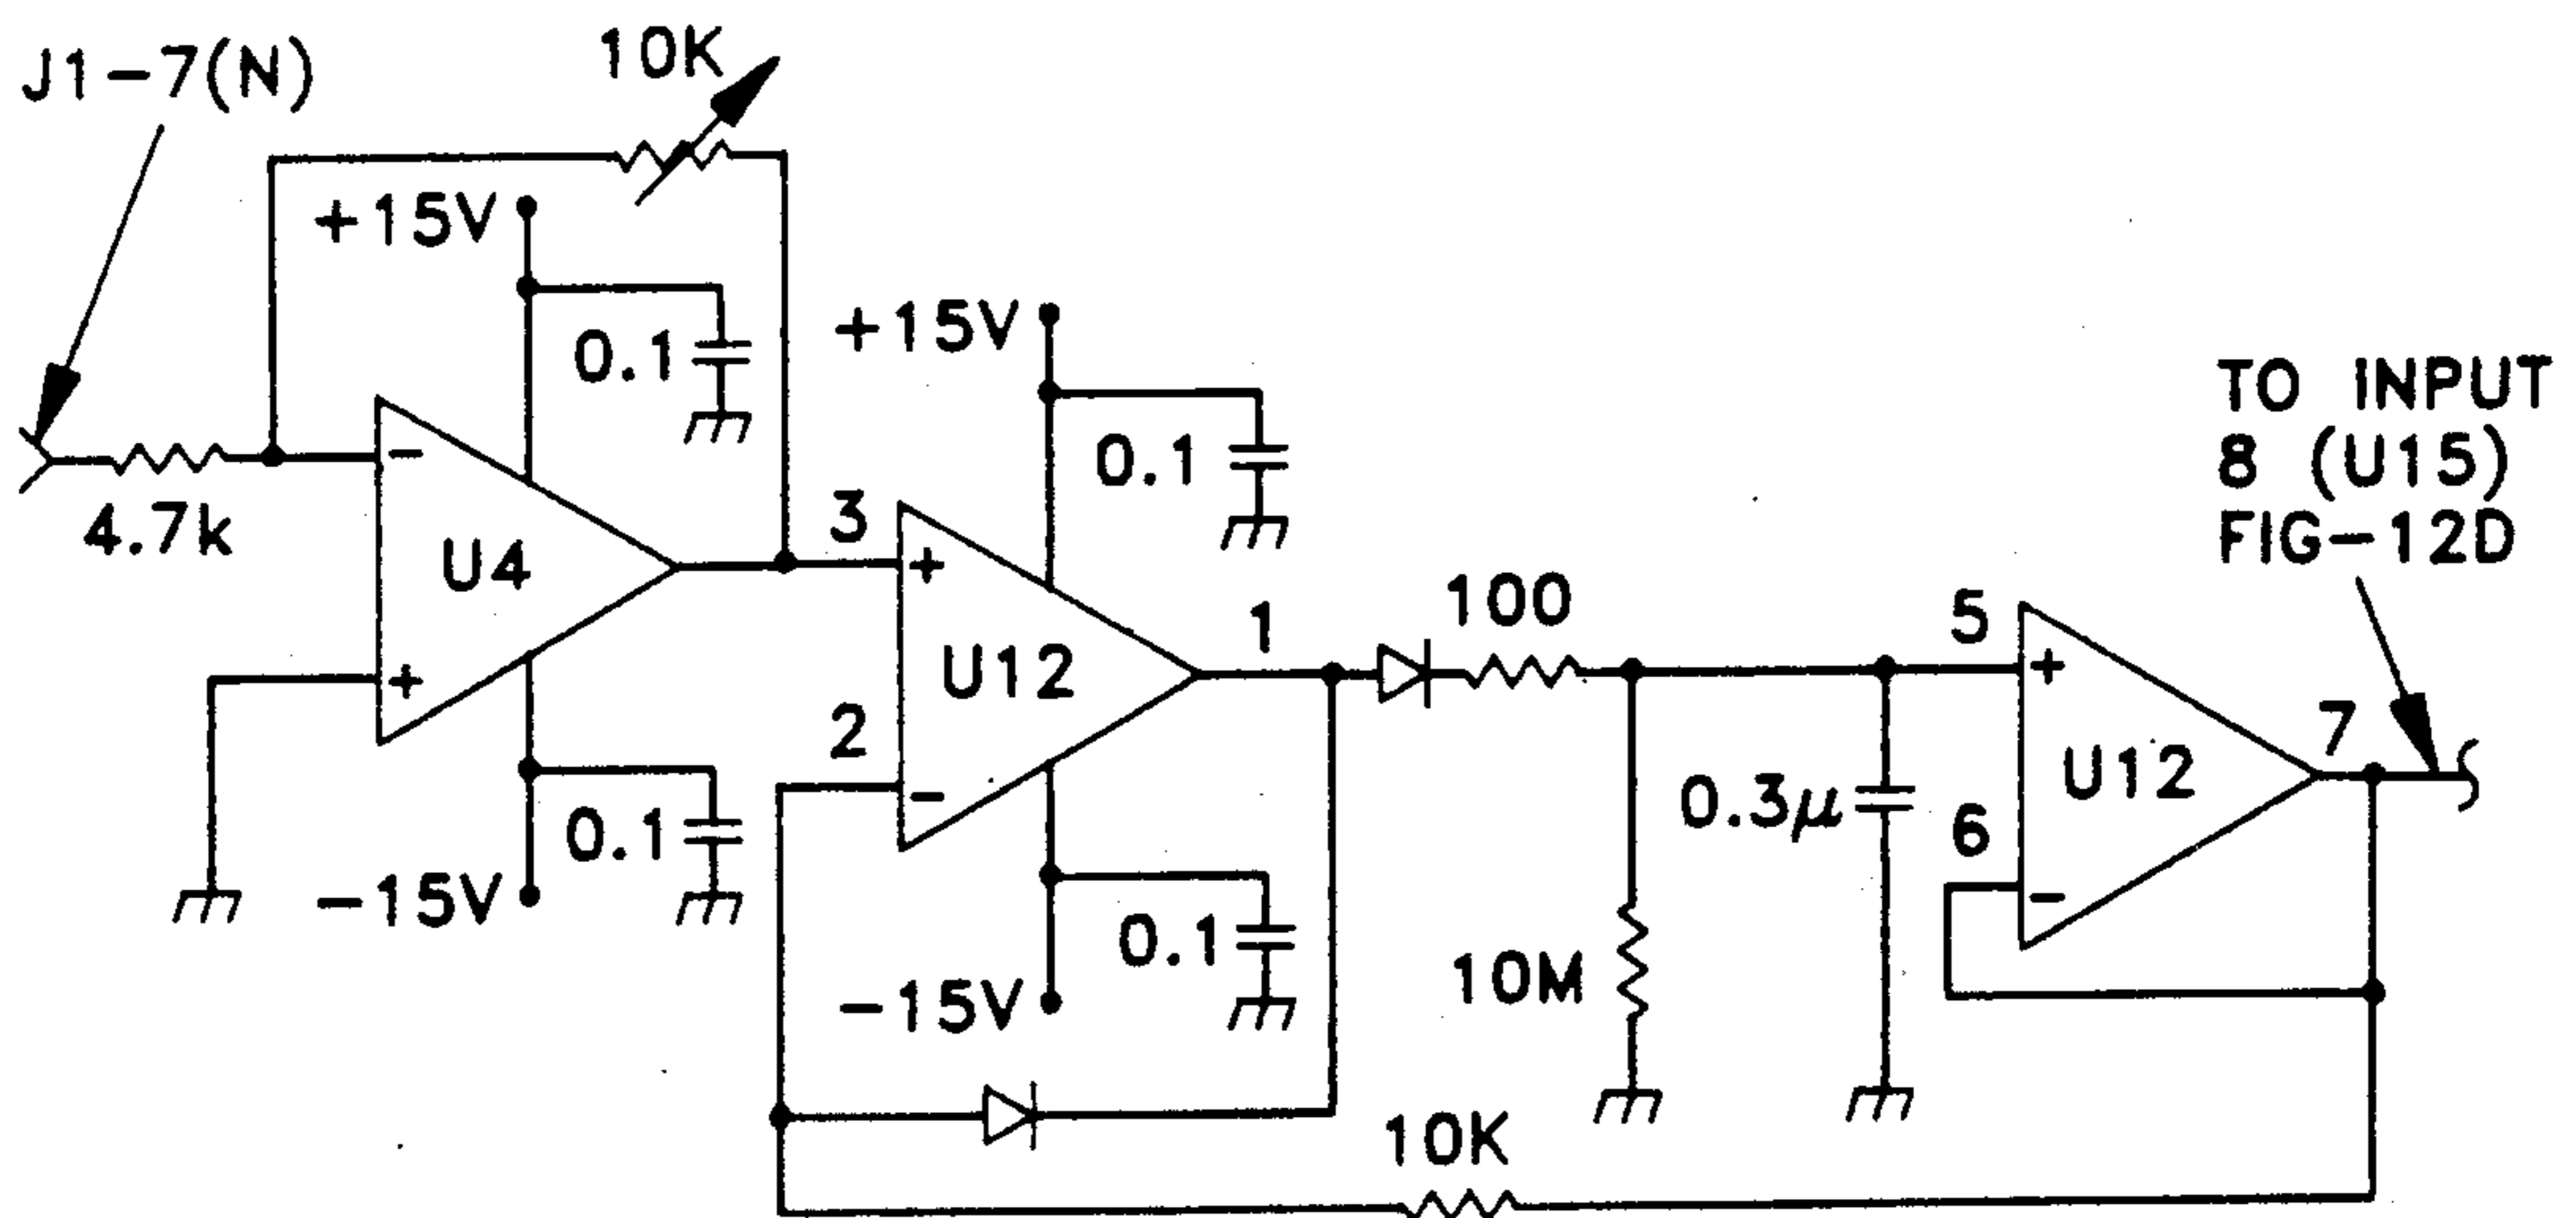 J1-7(N)
10K
+15V
0.1
+15V
0.1
TO INPUT
8 (U15)
FIG-12D
4.7k
-
U4
+
3
+
U12
1
100
5
+
2
-
0.1
-15V
0.1
-15V
10M
0.3μ
U12
7
6
-
10K